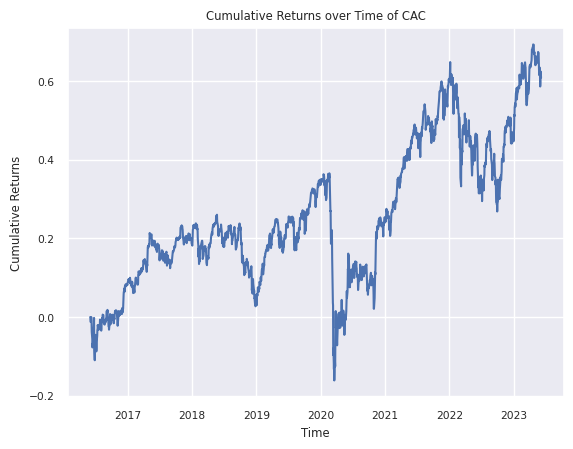 Cumulative Returns over Time of CAC
Cumulative Returns
0.6
0.4
0.2
0.0
−0.2
2017 2018 2019 2020 2021 2022 2023
Time